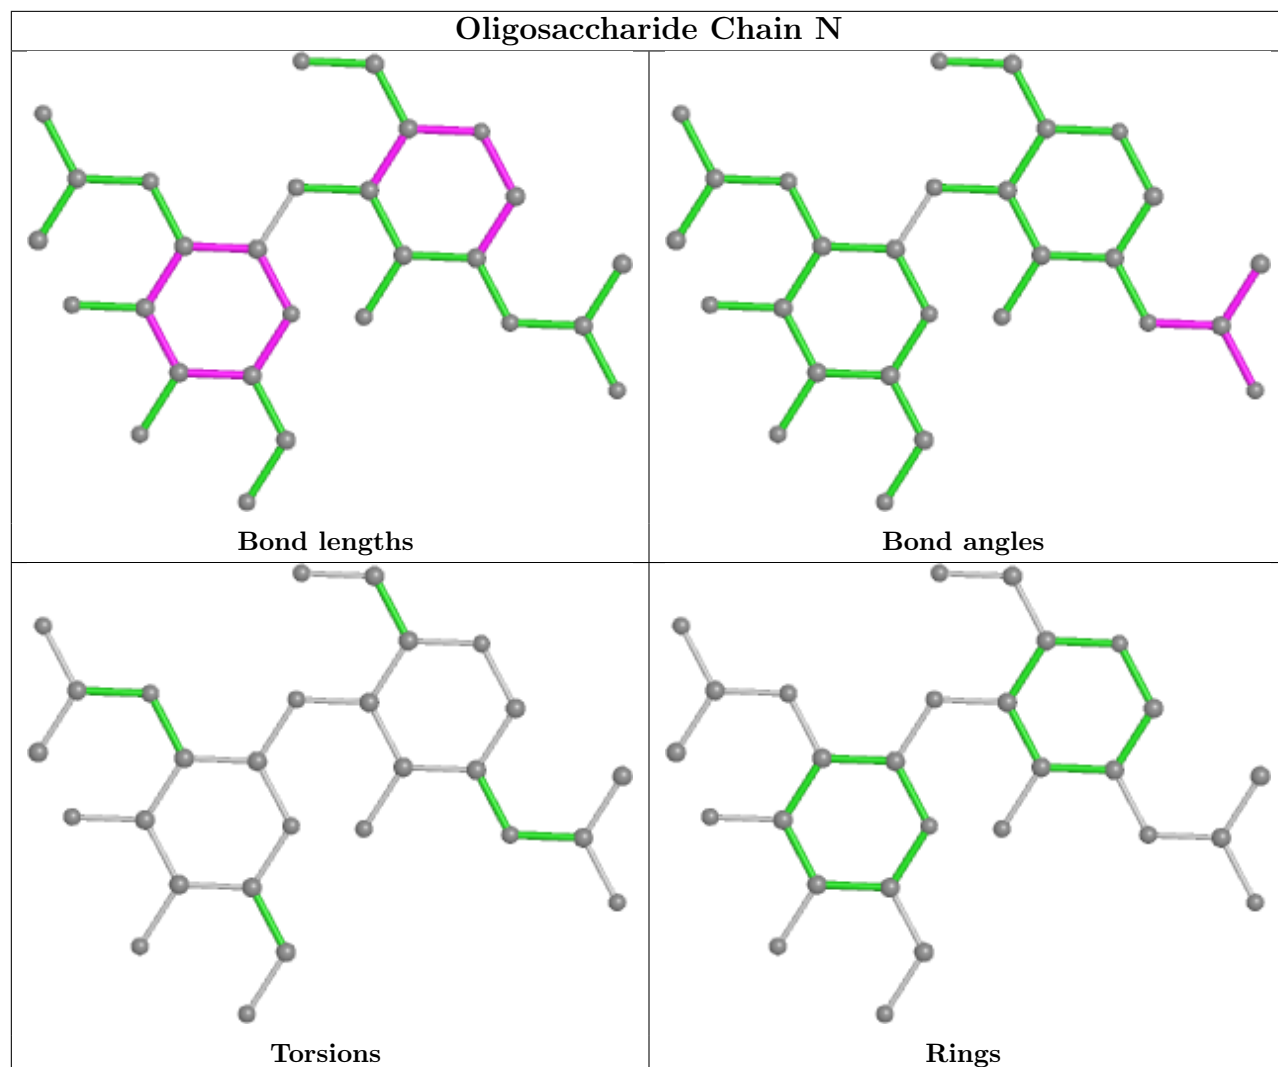 Oligosaccharide Chain N
Bond lengths
Bond angles
Torsions
Rings